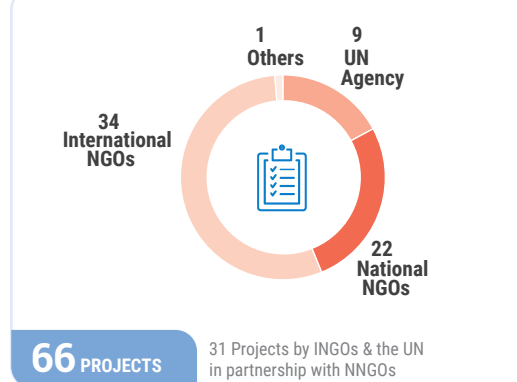 1
Others
9
UN
Agency
34
International
NGOs
22
National
NGOs
66 PROJECTS
31 Projects by INGOs & the UN
in partnership with NNGOs